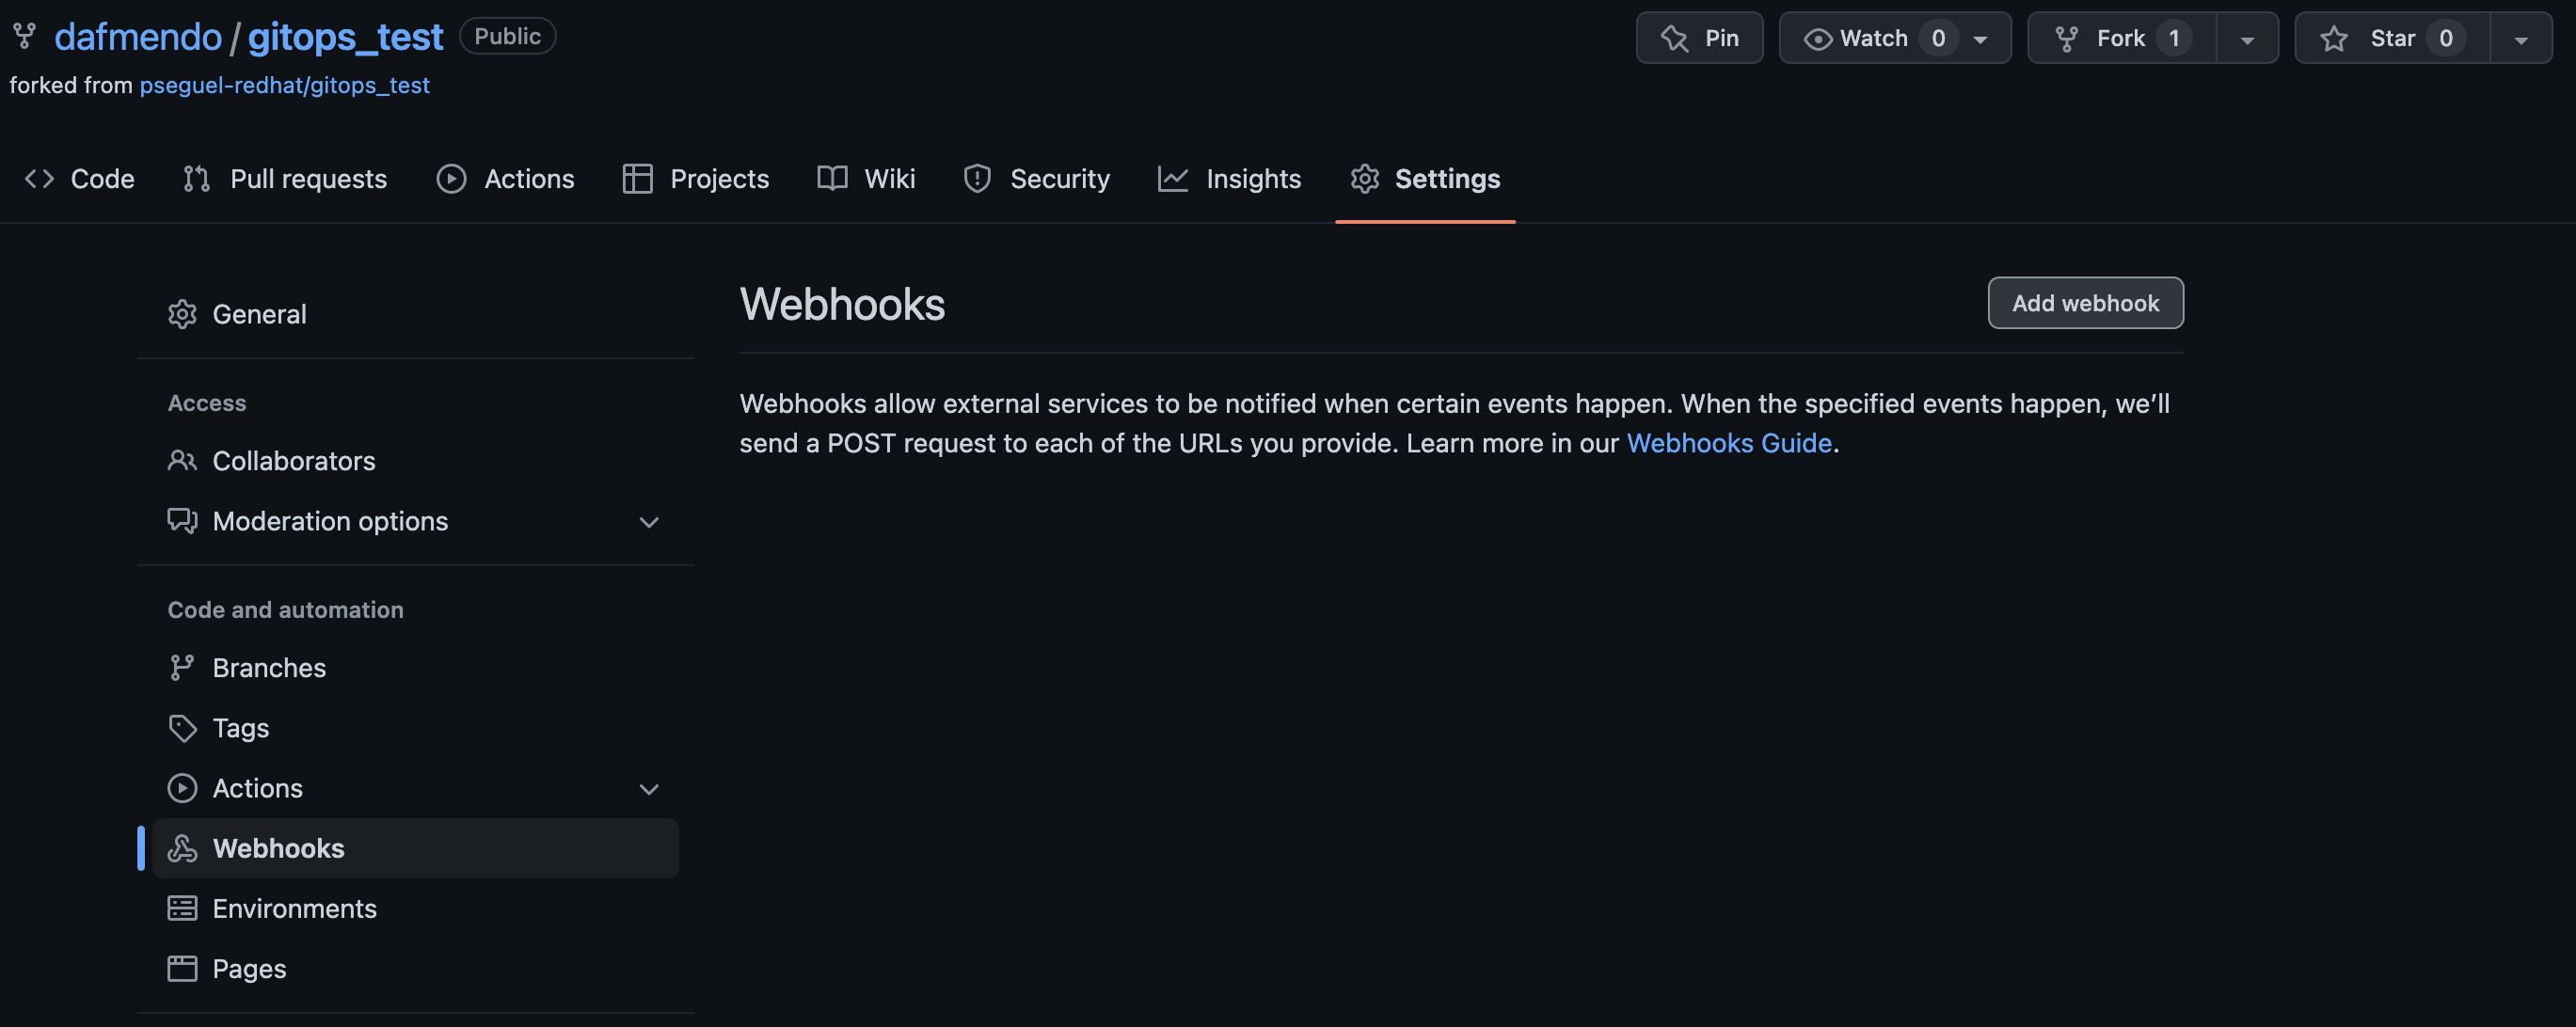 dafmendo / gitops_test Public Pin Watch 0 Fork 1 Star 0
forked from pseguel-redhat/gitops_test
Code Pull requests Actions Projects Wiki Security Insights Settings
General
Access
Collaborators
Moderation options
Code and automation
Branches
Tags
Actions
Webhooks
Environments
Pages
Webhooks Add webhook
Webhooks allow external services to be notified when certain events happen. When the specified events happen, we’ll
send a POST request to each of the URLs you provide. Learn more in our Webhooks Guide.